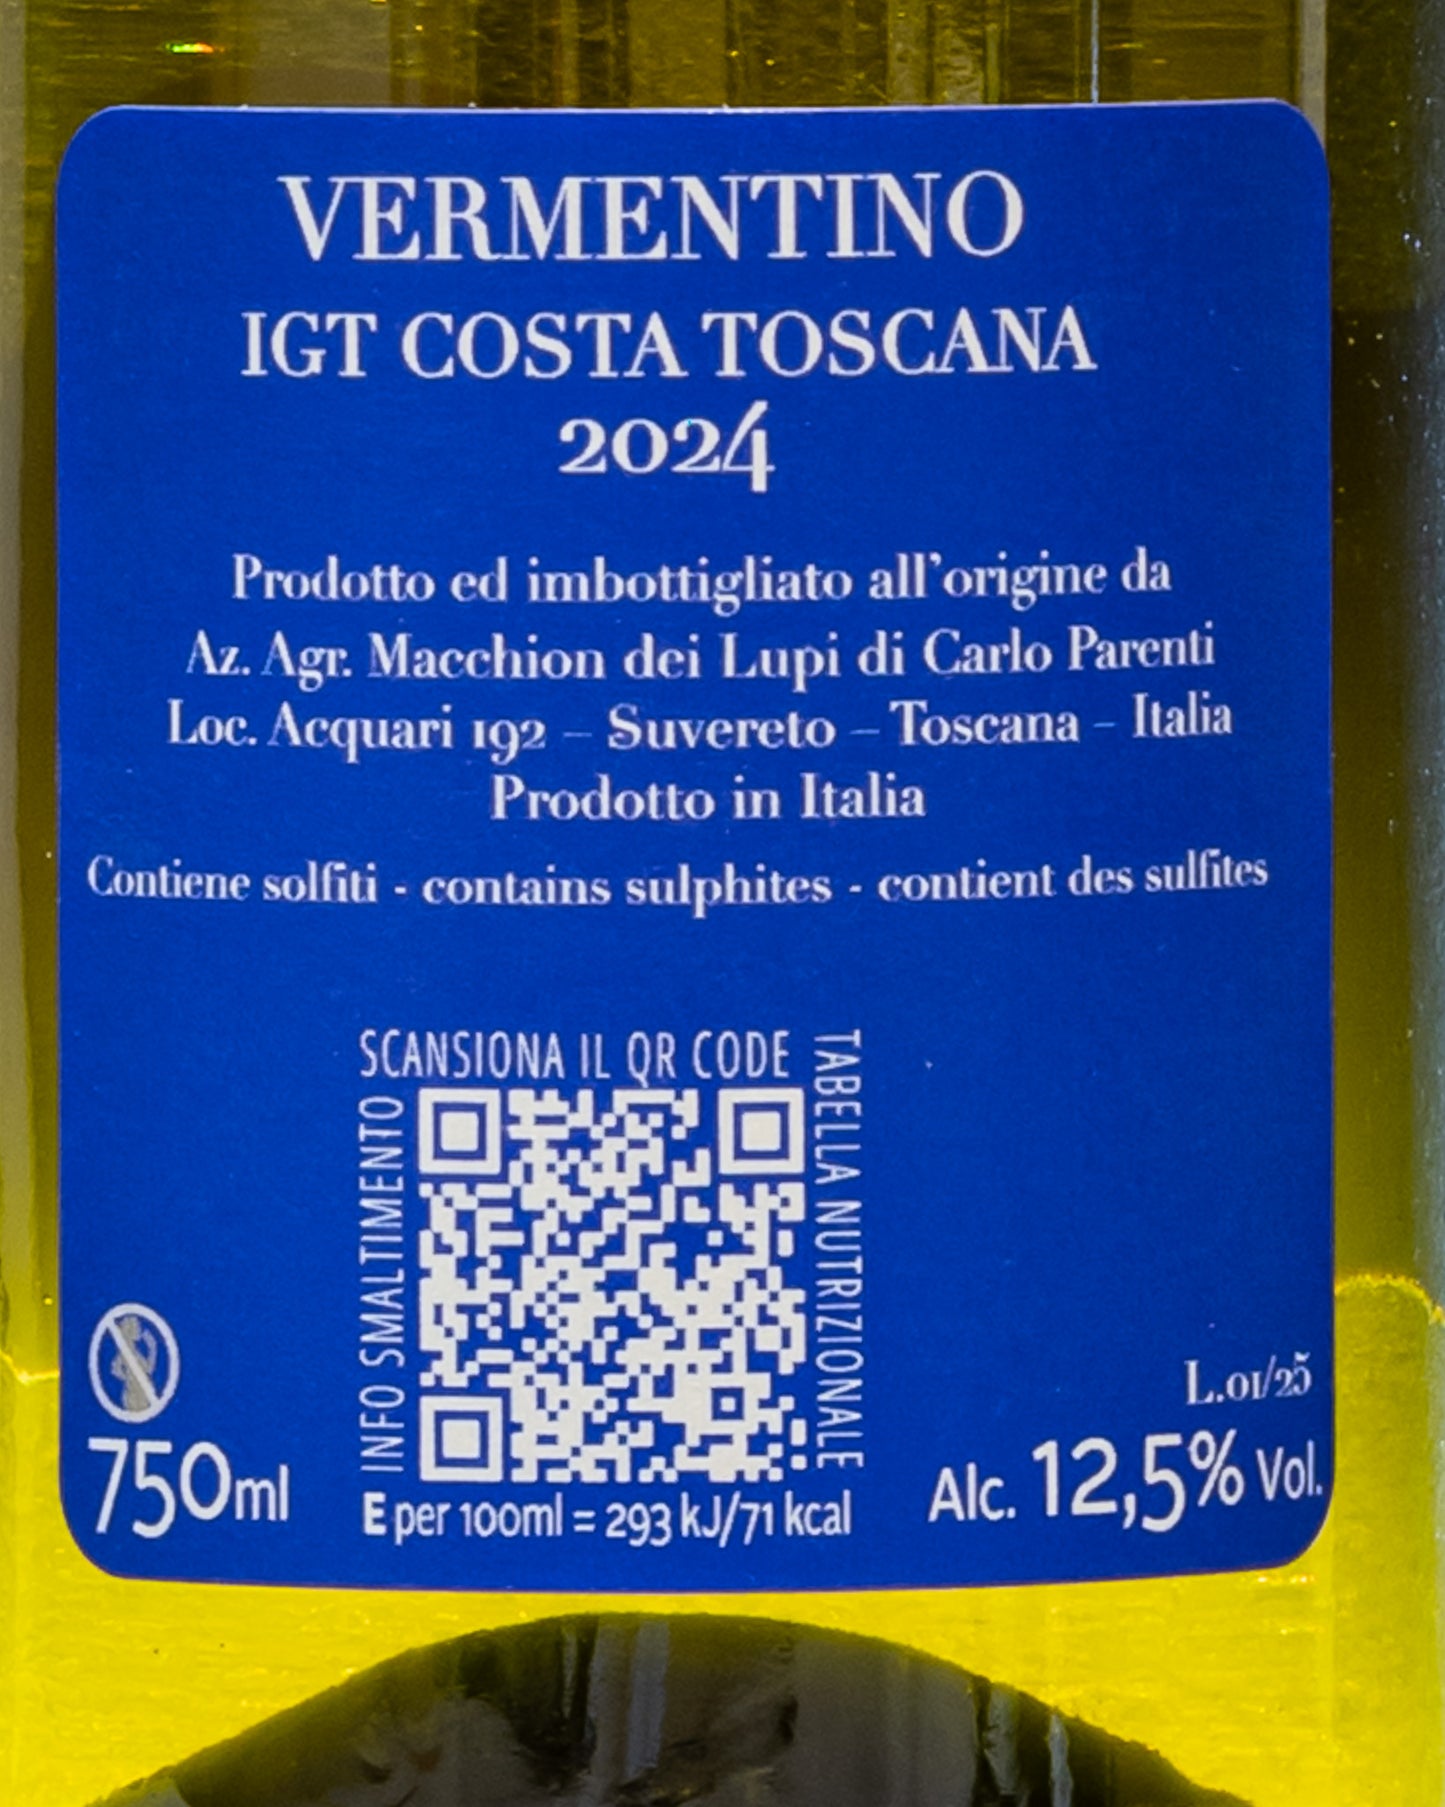 VERMENTINO
IGT COSTA TOSCANA
2024
Prodotto ed imbottigliato all'origine da
Az. Agr. Macchion dei Lupi di Carlo Parenti
Loc. Acquari 192 – Suvereto – Toscana – Italia
Prodotto in Italia
Contiene solfiti - contains sulphites - contient des sulfites
SCANSIONA IL QR CODE
INFO SMALTIMENTO
TABELLA NUTRIZIONALE
L.01/25
750ml
E per 100ml = 293 kJ/71 kcal
Alc. 12,5% Vol.